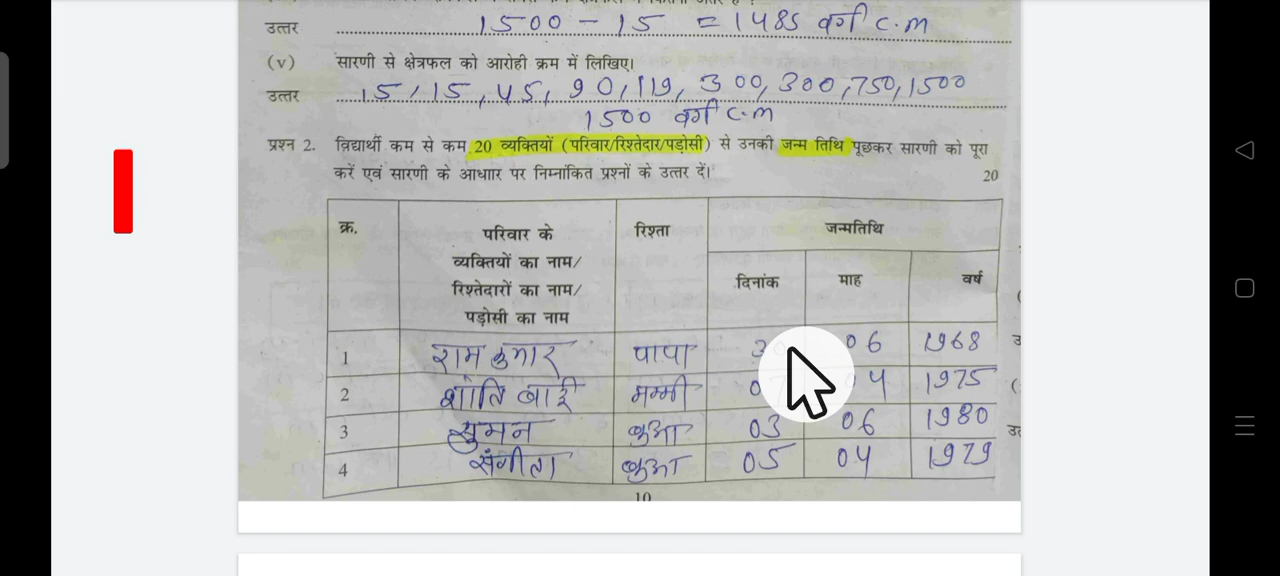 उत्तर 1500 - 15 = 1485 वर्ग c.m
(v) सारणी से क्षेत्रफल को आरोही क्रम में लिखिए।
उत्तर 15, 15, 45, 90, 119, 300, 300, 750, 1500
1500 वर्ग c.m
प्रश्न 2. विद्यार्थी कम से कम 20 व्यक्तियों (परिवार/रिश्तेदार/पड़ोसी) से उनकी जन्म तिथि पूछकर सारणी को पूरा
करें एवं सारणी के आधाार पर निम्नांकित प्रश्नों के उत्तर दें। 20
क्र. परिवार के रिश्ता जन्मतिथि
व्यक्तियों का नाम/ दिनांक माह वर्ष
रिश्तेदारों का नाम/
पड़ोसी का नाम
1 रामकुमार पापा 06 1968
2 शांति बाई मम्मी 04 1975
3 सुमन बुआ 03 06 1980
4 संगीता बुआ 05 04 1979
10